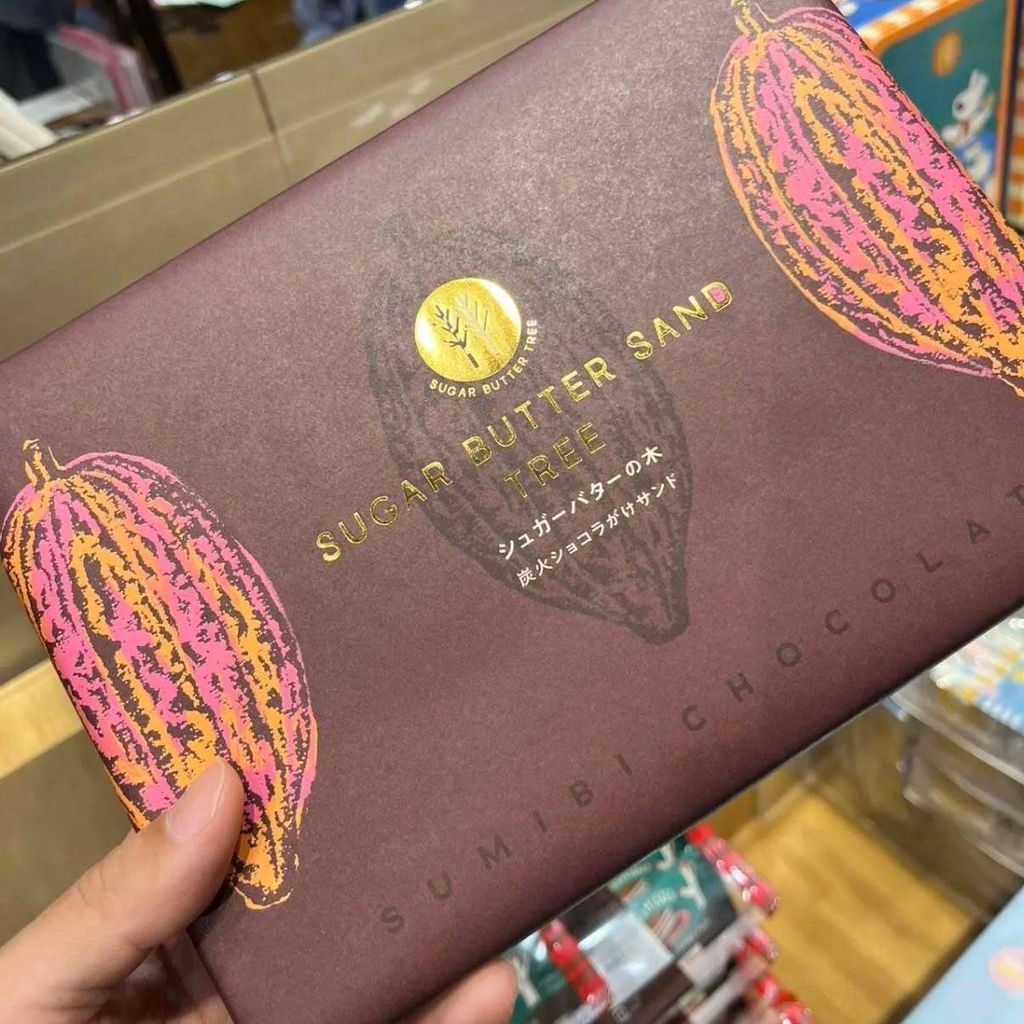 SUGAR BUTTER TREE
SUGAR BUTTER SAND
TREE
シュガーバターの木
炭火ショコラがけサンド
SUMIBI CHOCOLAT